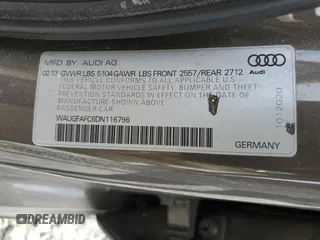 MFD BY AUDI AG
02.13 GVWR LBS 5104 GAWR LBS FRONT 2557/REAR 2712
THIS VEHICLE CONFORMS TO ALL APPLICABLE U.S.
FEDERAL MOTOR VEHICLE SAFETY, BUMPER AND THEFT-
PREVENTION STANDARDS IN EFFECT ON THE
DATE OF MANUFACTURE SHOWN ABOVE
PASSENGER CAR
WAUGFAFC6DN116796
Audi
1012020
GERMANY
DREAMBID